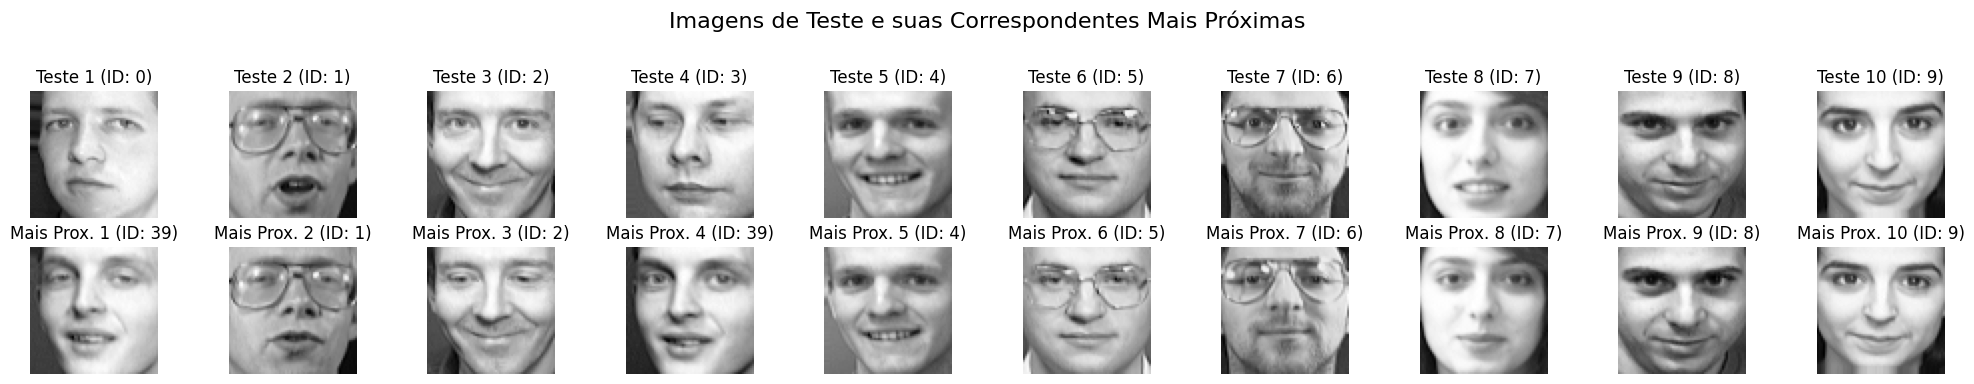 Imagens de Teste e suas Correspondentes Mais Próximas
Teste 1 (ID: 0) Teste 2 (ID: 1) Teste 3 (ID: 2) Teste 4 (ID: 3) Teste 5 (ID: 4) Teste 6 (ID: 5) Teste 7 (ID: 6) Teste 8 (ID: 7) Teste 9 (ID: 8) Teste 10 (ID: 9)
Mais Prox. 1 (ID: 39) Mais Prox. 2 (ID: 1) Mais Prox. 3 (ID: 2) Mais Prox. 4 (ID: 39) Mais Prox. 5 (ID: 4) Mais Prox. 6 (ID: 5) Mais Prox. 7 (ID: 6) Mais Prox. 8 (ID: 7) Mais Prox. 9 (ID: 8) Mais Prox. 10 (ID: 9)